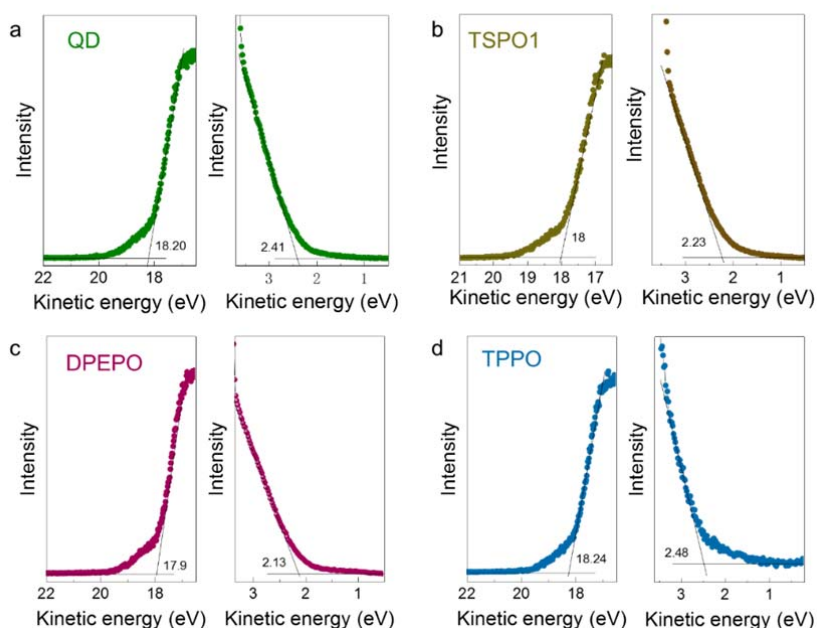 a
QD
Intensity
18.20
22 20 18
Kinetic energy (eV)
Intensity
2.41
3 2 1
Kinetic energy (eV)
b
TSPO1
Intensity
18
21 20 19 18 17
Kinetic energy (eV)
Intensity
2.23
3 2 1
Kinetic energy (eV)
c
DPEPO
Intensity
17.9
22 20 18
Kinetic energy (eV)
Intensity
2.13
3 2 1
Kinetic energy (eV)
d
TPPO
Intensity
18.24
22 20 18
Kinetic energy (eV)
Intensity
2.48
3 2 1
Kinetic energy (eV)